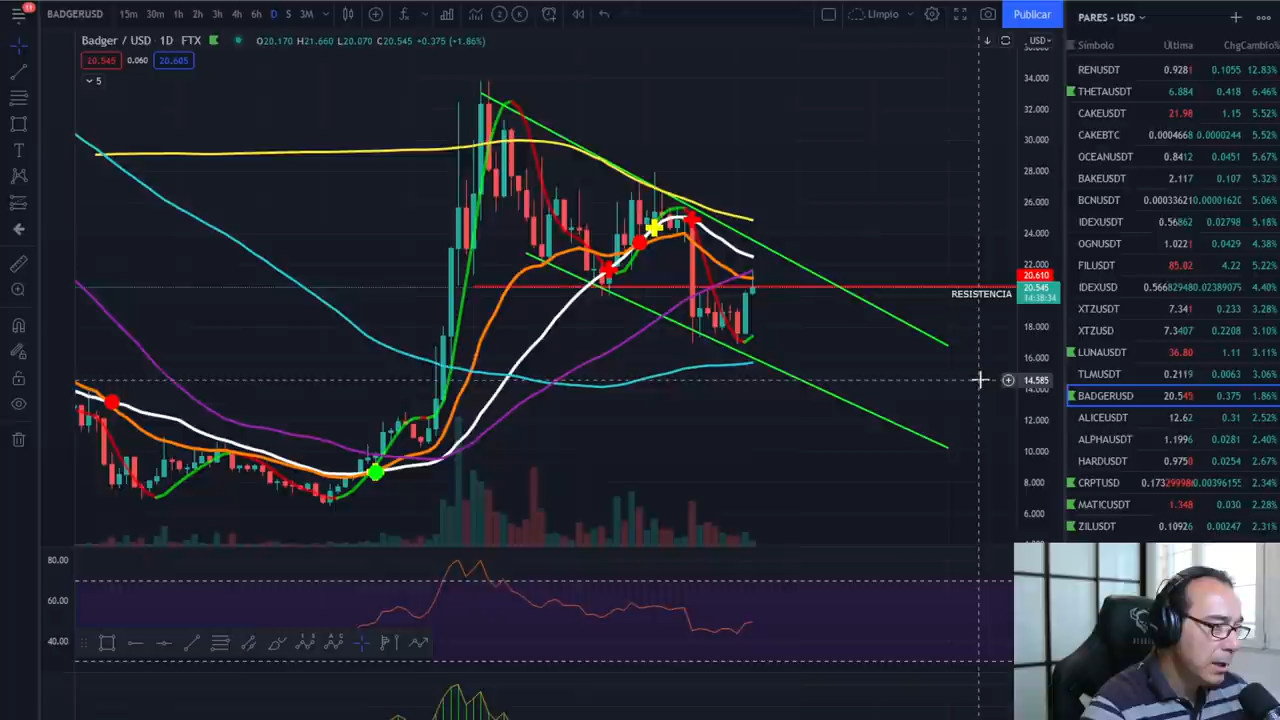 11
BADGERUSD 15m 30m 1h 2h 3h 4h 6h D S 3M Limpio Publicar
Badger / USD · 1D FTX O20.170 H21.660 L20.070 C20.545 +0.375 (+1.86%)
20.545 0.060 20.605
5
USD
34.000
32.000
30.000
28.000
26.000
24.000
22.000
20.610
20.545
14:38:34
RESISTENCIA
18.000
16.000
14.585
14.000
12.000
10.000
8.000
6.000
80.00
60.00
40.00
PARES - USD
Símbolo Última Chg Cambio%
RENUSDT 0.9281 0.1055 12.83%
THETAUSDT 6.884 0.418 6.46%
CAKEUSDT 21.98 1.15 5.52%
CAKEBTC 0.0004668 0.0000244 5.52%
OCEANUSDT 0.8412 0.0451 5.67%
BAKEUSDT 2.117 0.107 5.32%
BCNUSDT 0.0003362 5.06%
IDEXUSDT 0.56862 0.02798 5.18%
OGNUSDT 1.0221 0.0429 4.38%
FILUSDT 85.02 4.22 5.22%
IDEXUSD 0.566829480.02389075 4.40%
XTZUSDT 7.341 0.233 3.28%
XTZUSD 7.3407 0.2208 3.10%
LUNAUSDT 36.80 1.11 3.11%
TLMUSDT 0.2119 0.0063 3.06%
BADGERUSD 20.545 0.375 1.86%
ALICEUSDT 12.62 0.31 2.52%
ALPHAUSDT 1.1996 0.0281 2.40%
HARDUSDT 0.9750 0.0254 2.67%
CRPTUSD 0.173299980.00396155 2.34%
MATICUSDT 1.348 0.030 2.28%
ZILUSDT 0.10926 0.00247 2.31%